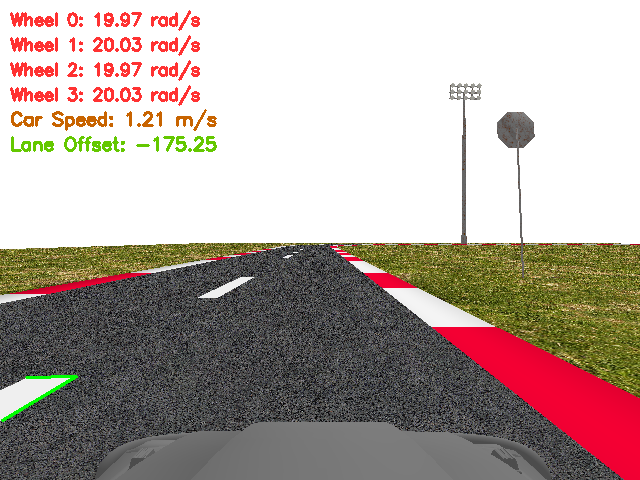 Wheel 0: 19.97 rad/s
Wheel 1: 20.03 rad/s
Wheel 2: 19.97 rad/s
Wheel 3: 20.03 rad/s
Car Speed: 1.21 m/s
Lane Offset: -175.25